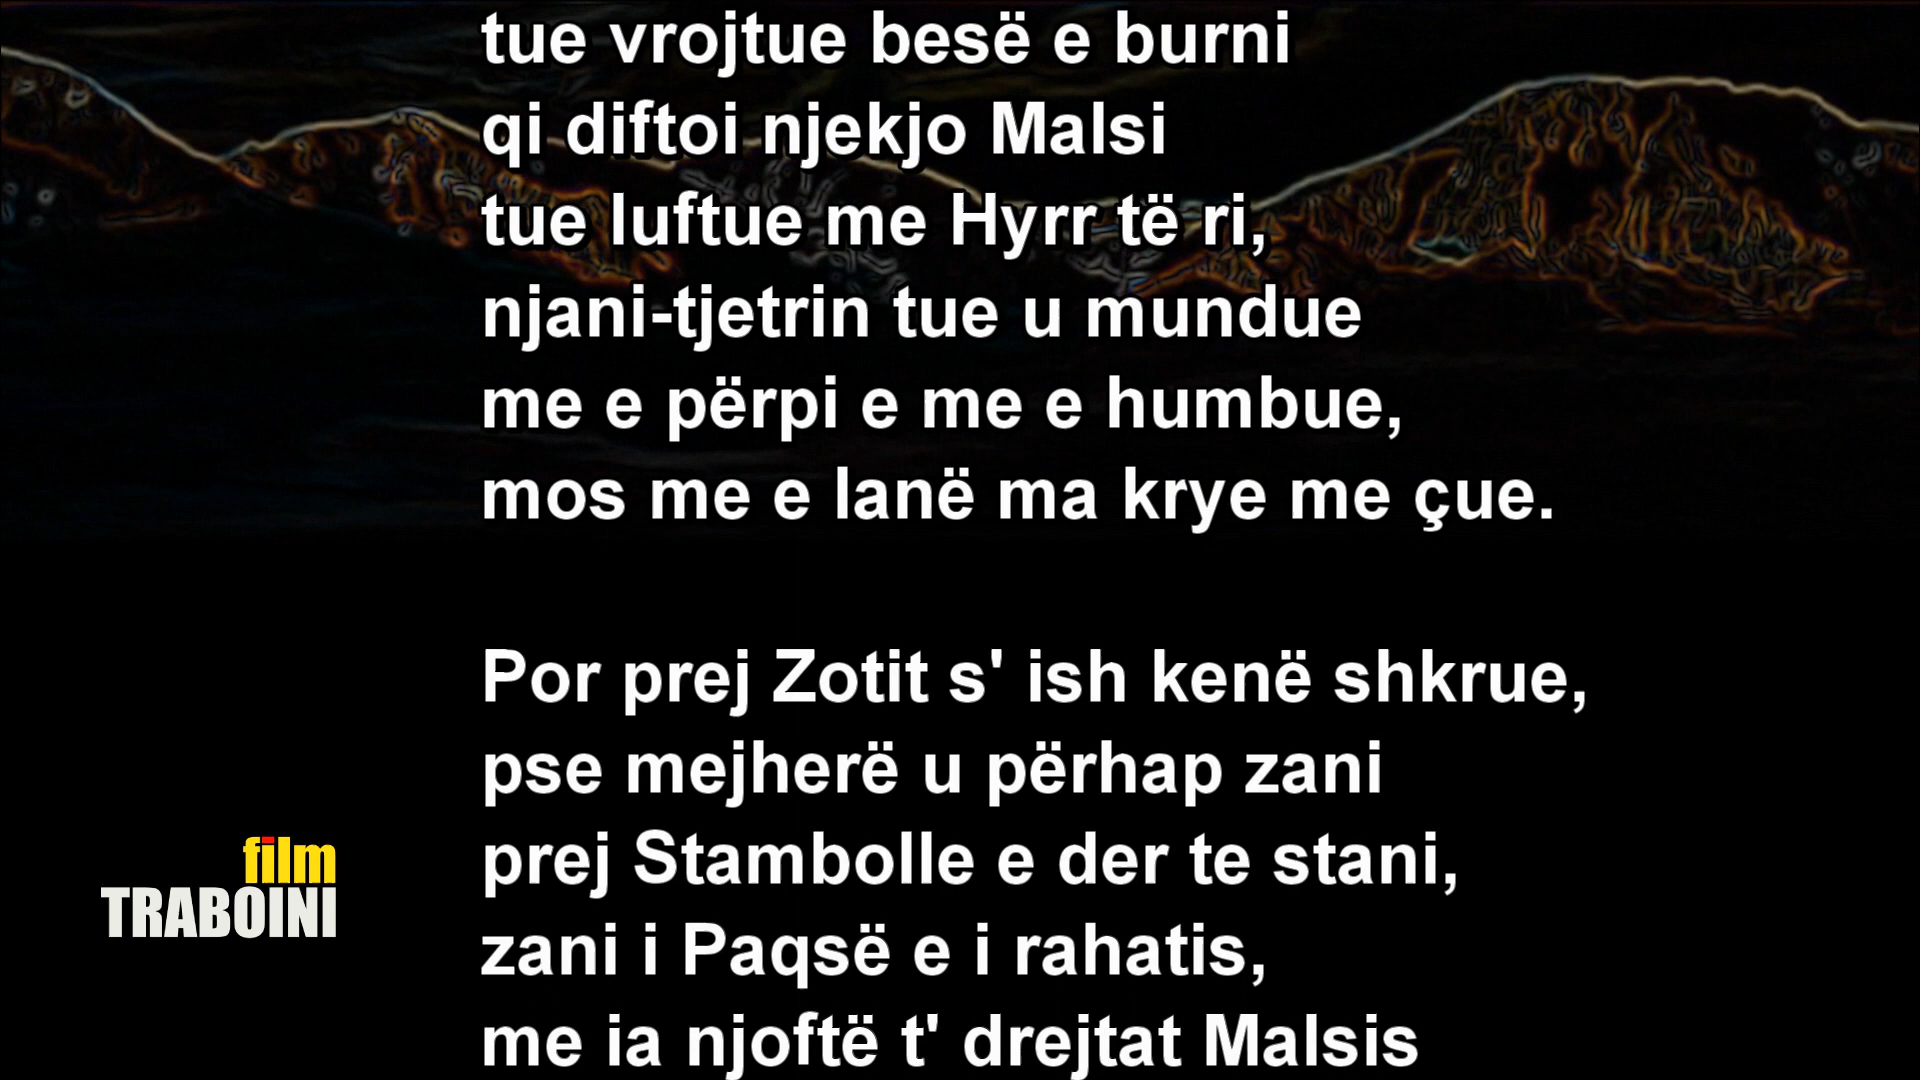 tue vrojtue besë e burni
qi diftoi njekjo Malsi
tue luftue me Hyrr të ri,
njani-tjetrin tue u mundue
me e përpi e me e humbue,
mos me e lanë ma krye me çue.
Por prej Zotit s' ish kenë shkrue,
pse mejherë u përhap zani
prej Stambolle e der te stani,
zani i Paqsë e i rahatis,
me ia njoftë t' drejtat Malsis
film
TRABOINI